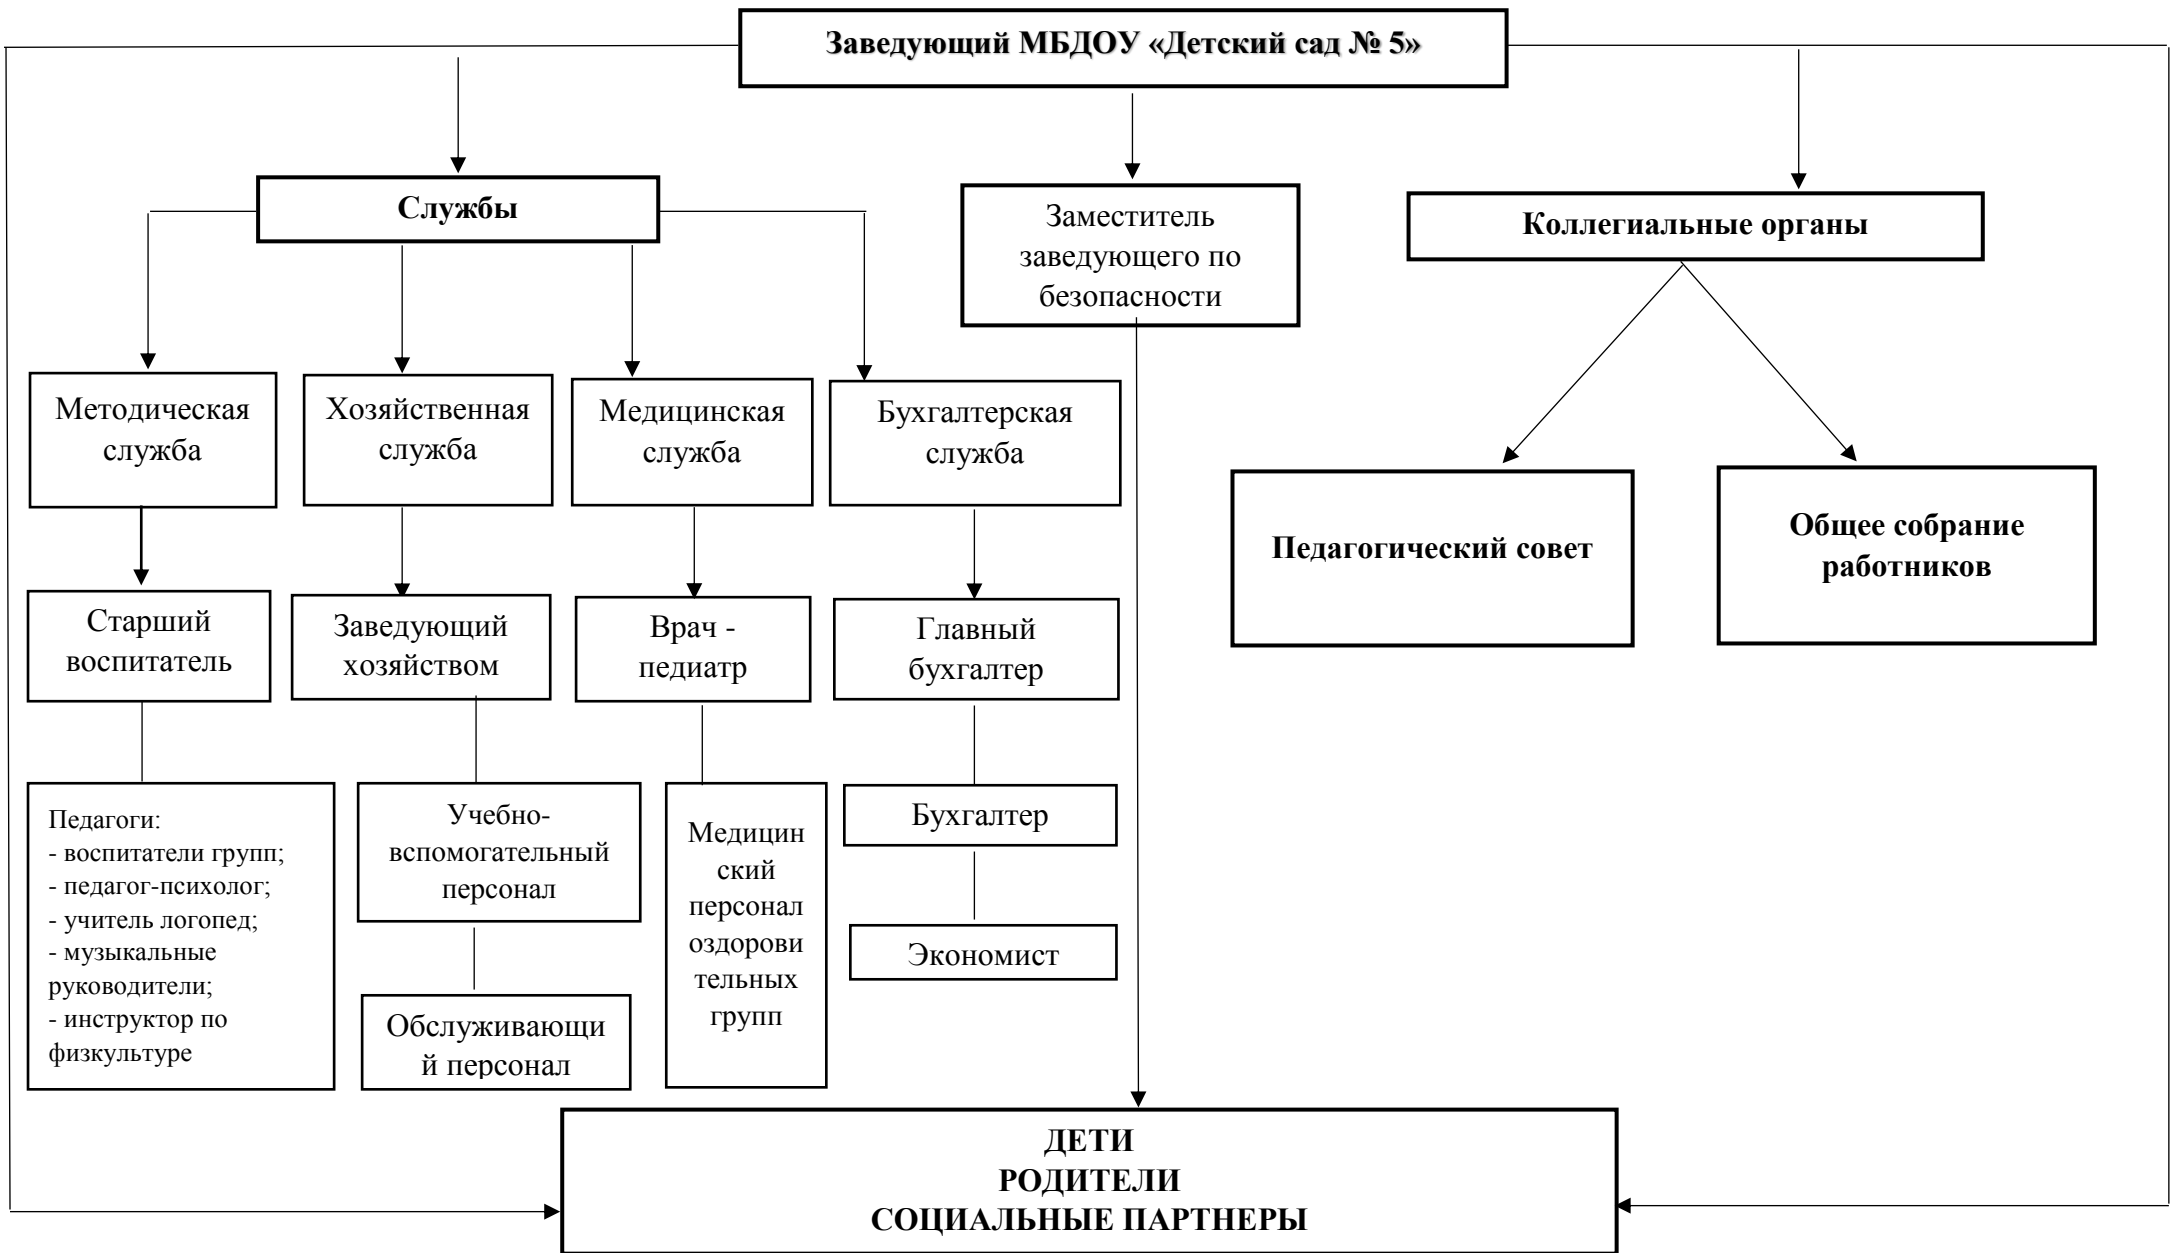 Заведующий МБДОУ «Детский сад № 5»
Службы
Заместитель
заведующего по
безопасности
Коллегиальные органы
Методическая
служба
Хозяйственная
служба
Медицинская
служба
Бухгалтерская
служба
Педагогический совет
Общее собрание
работников
Старший
воспитатель
Заведующий
хозяйством
Врач -
педиатр
Главный
бухгалтер
Педагоги:
- воспитатели групп;
- педагог-психолог;
- учитель логопед;
- музыкальные
руководители;
- инструктор по
физкультуре
Учебно-
вспомогательный
персонал
Обслуживающи
й персонал
Медицин
ский
персонал
оздорови
тельных
групп
Бухгалтер
Экономист
ДЕТИ
РОДИТЕЛИ
СОЦИАЛЬНЫЕ ПАРТНЕРЫ